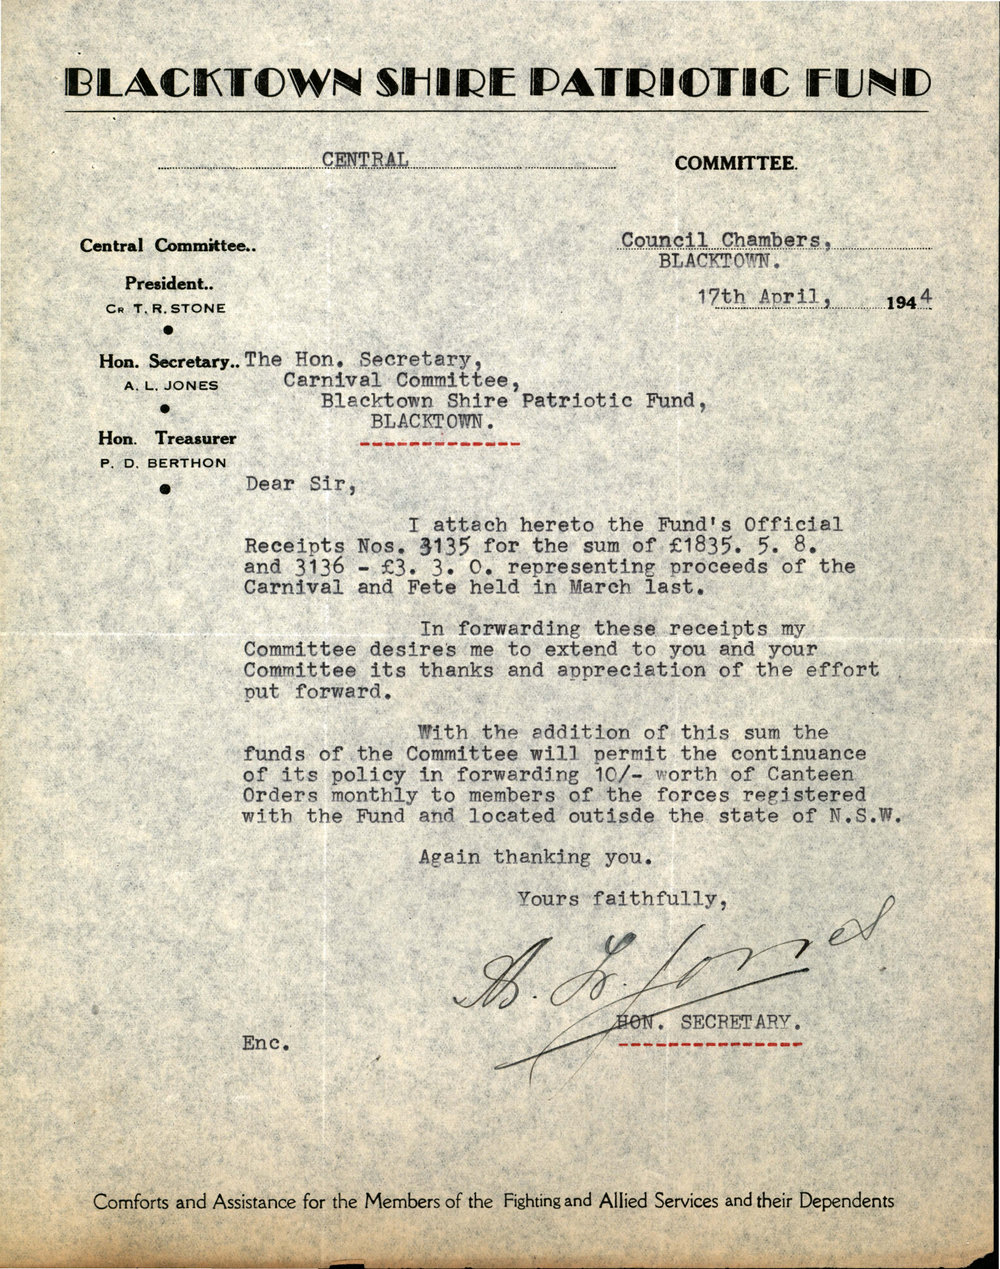 BLACKTOWN SHIRE PATRIOTIC FUND
CENTRAL COMMITTEE.
Central Committee..
President..
CR T. R. STONE
Hon. Secretary..
A. L. JONES
Hon. Treasurer
P. D. BERTHON
Council Chambers,
BLACKTOWN.
17th April, 1944
The Hon. Secretary,
Carnival Committee,
Blacktown Shire Patriotic Fund,
BLACKTOWN.
Dear Sir,
I attach hereto the Fund's Official
Receipts Nos. 3135 for the sum of £1835. 5. 8.
and 3136 - £3. 3. 0. representing proceeds of the
Carnival and Fete held in March last.
In forwarding these receipts my
Committee desires me to extend to you and your
Committee its thanks and appreciation of the effort
put forward.
With the addition of this sum the
funds of the Committee will permit the continuance
of its policy in forwarding 10/- worth of Canteen
Orders monthly to members of the forces registered
with the Fund and located outisde the state of N.S.W.
Again thanking you.
Yours faithfully,
A. L. Jones
HON. SECRETARY.
Enc.
Comforts and Assistance for the Members of the Fighting and Allied Services and their Dependents